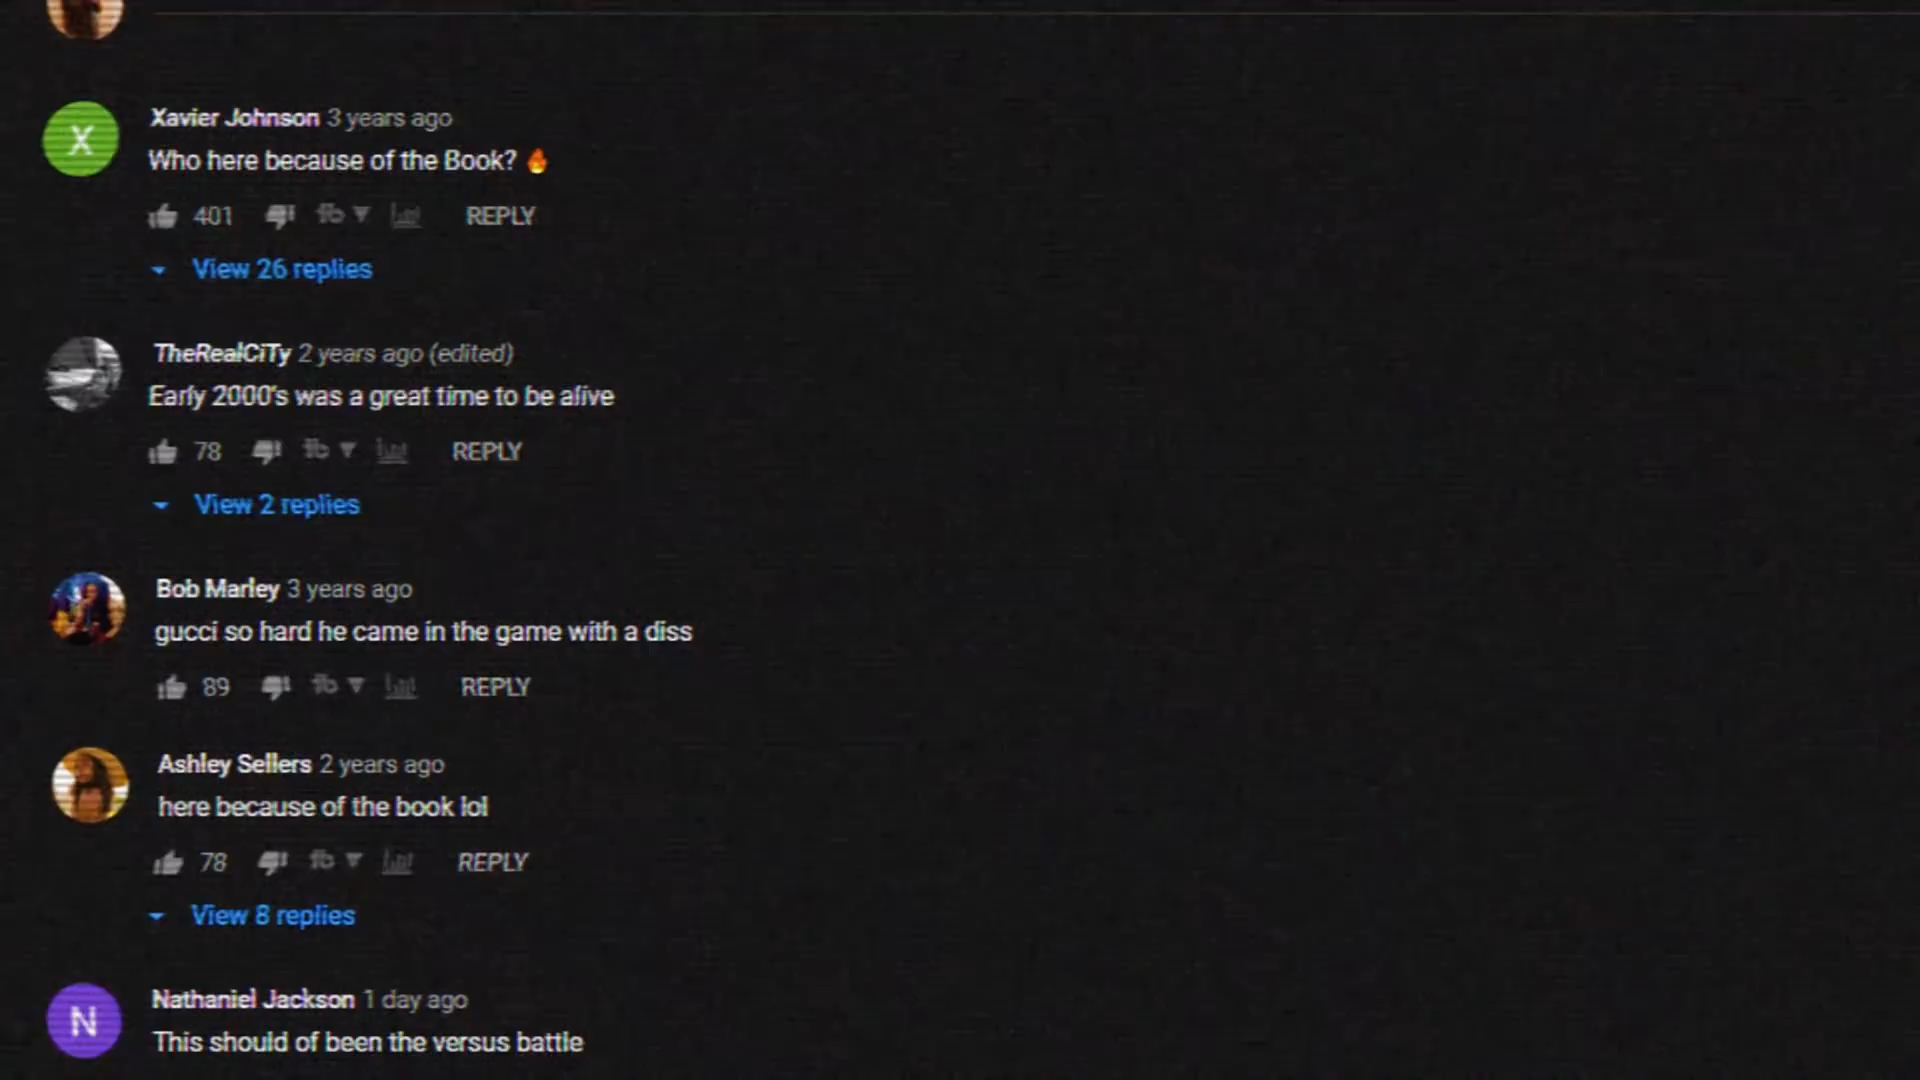 X
Xavier Johnson 3 years ago
Who here because of the Book? 🔥
401 REPLY
View 26 replies
TheRealCiTy 2 years ago (edited)
Early 2000's was a great time to be alive
78 REPLY
View 2 replies
Bob Marley 3 years ago
gucci so hard he came in the game with a diss
89 REPLY
Ashley Sellers 2 years ago
here because of the book lol
78 REPLY
View 8 replies
N
Nathaniel Jackson 1 day ago
This should of been the versus battle